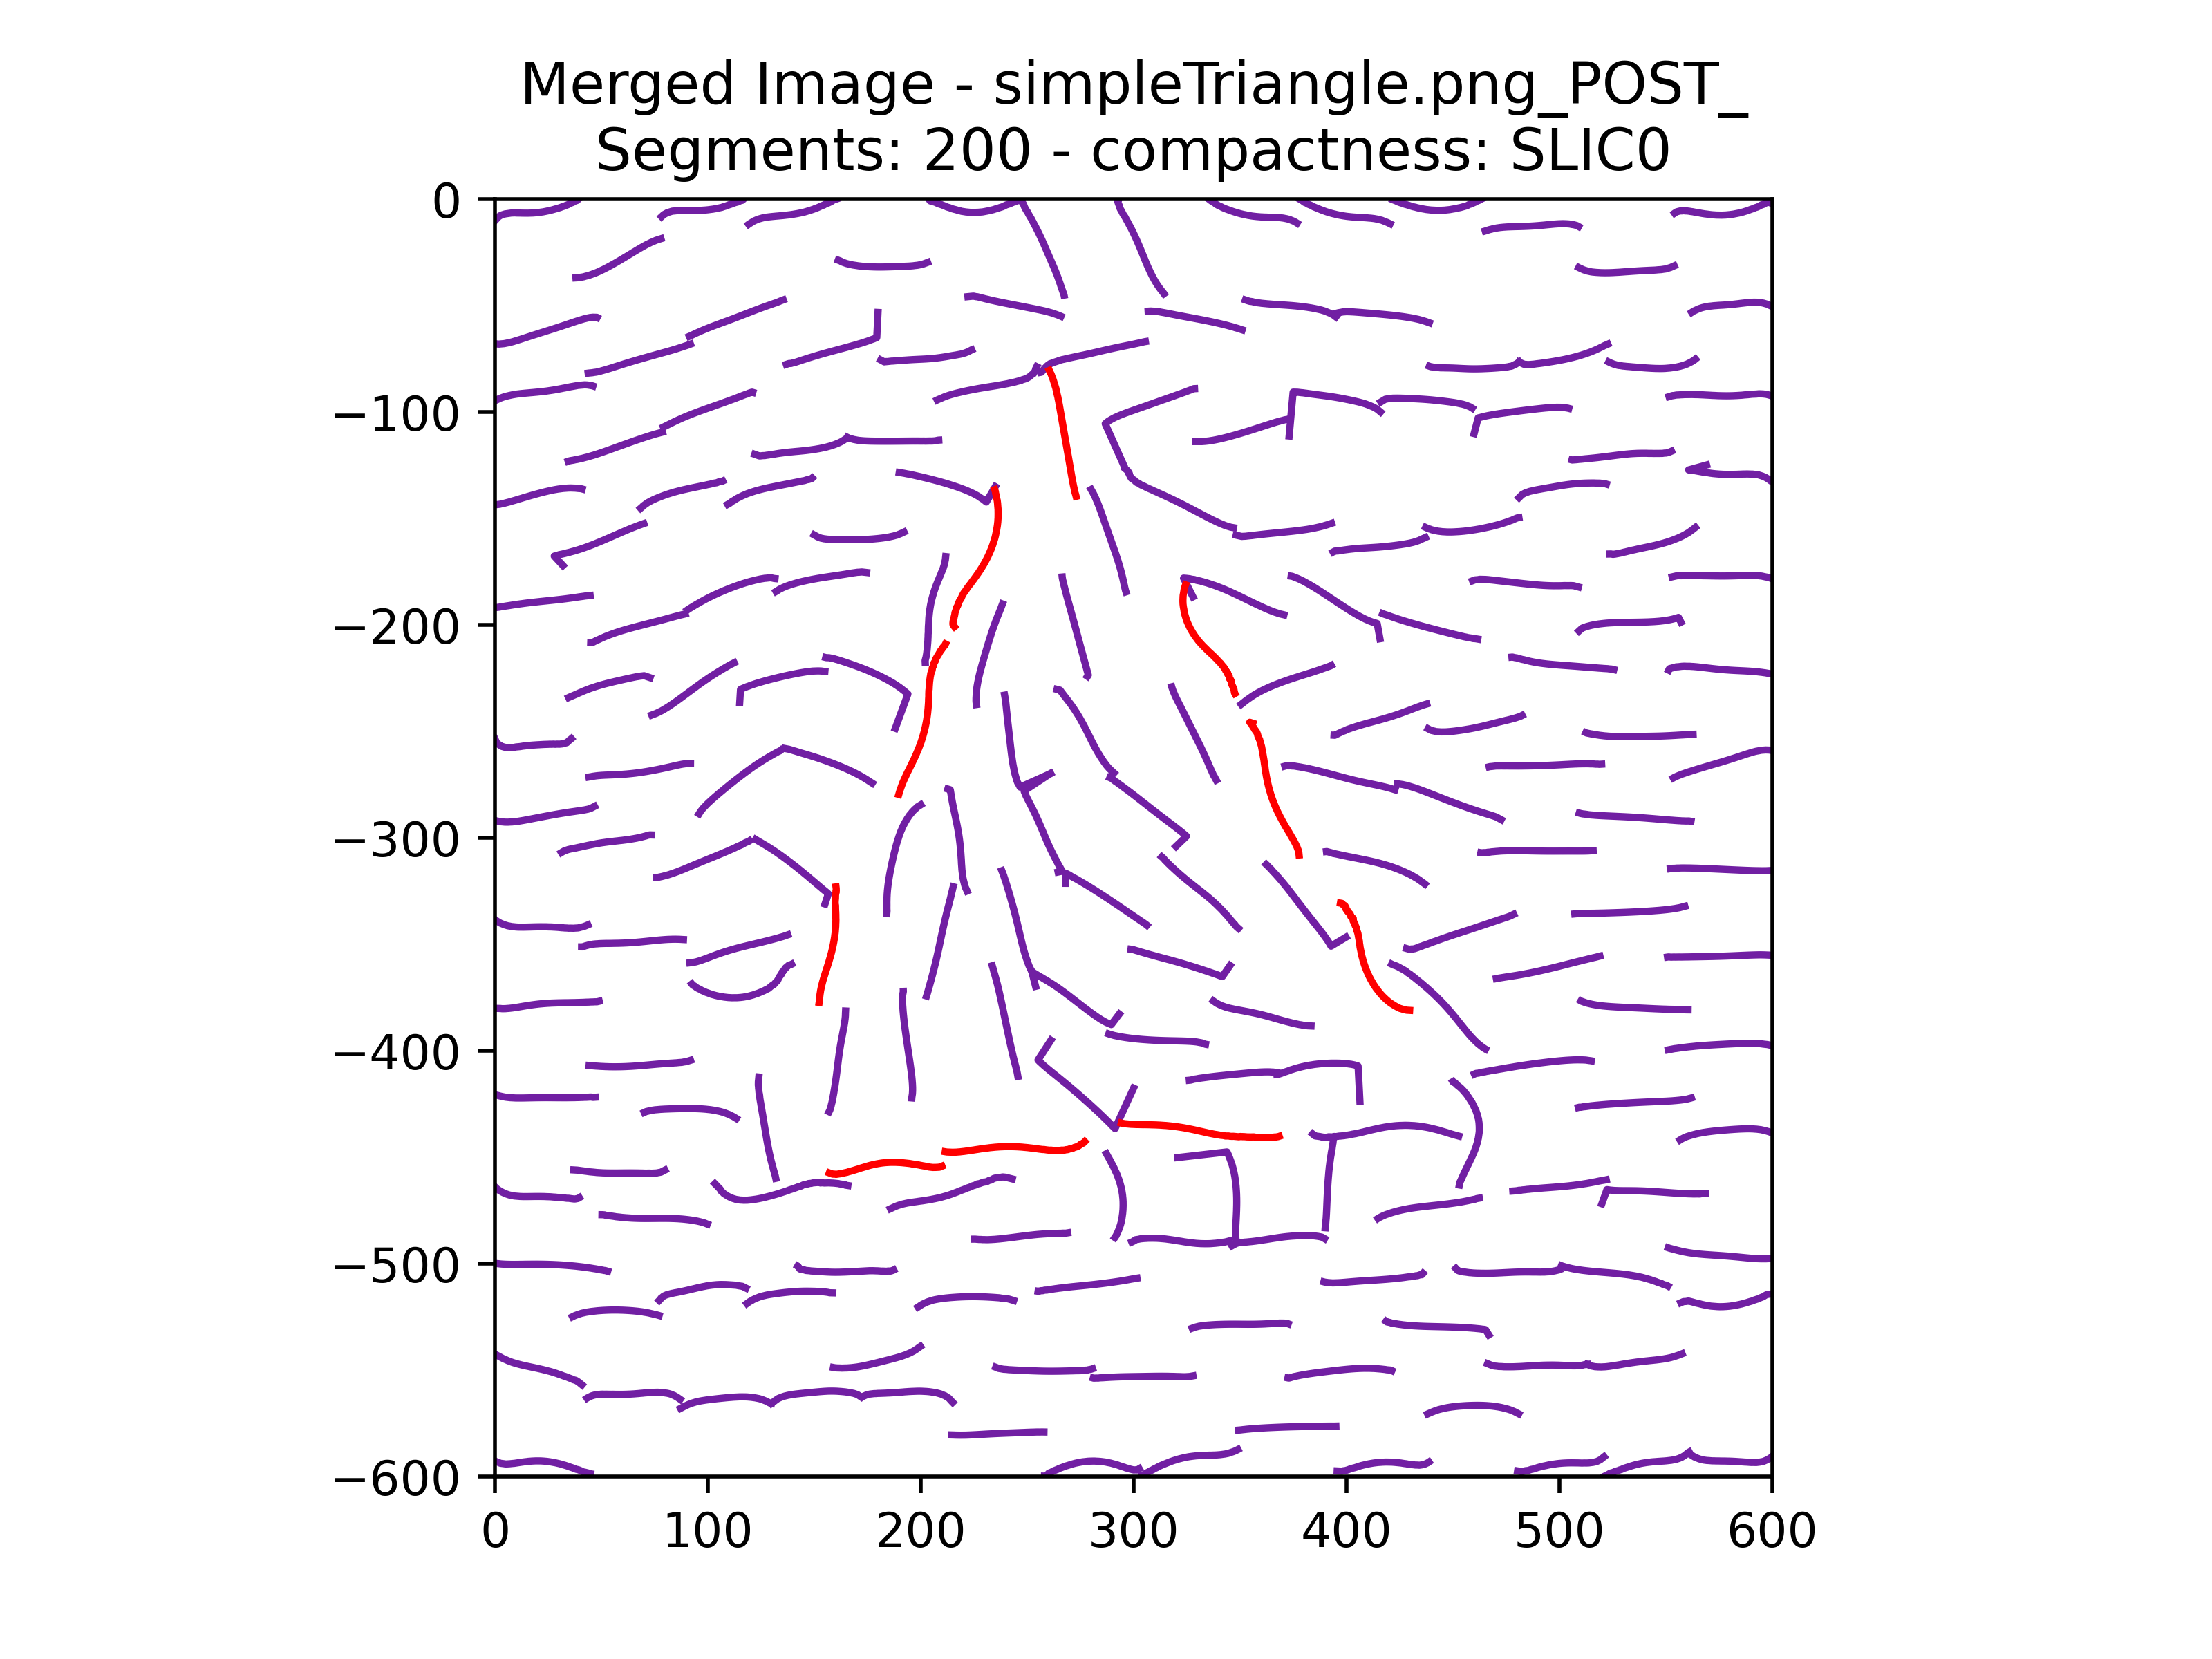 Merged Image - simpleTriangle.png_POST_
Segments: 200 - compactness: SLIC0
0
−100
−200
−300
−400
−500
−600
0 100 200 300 400 500 600